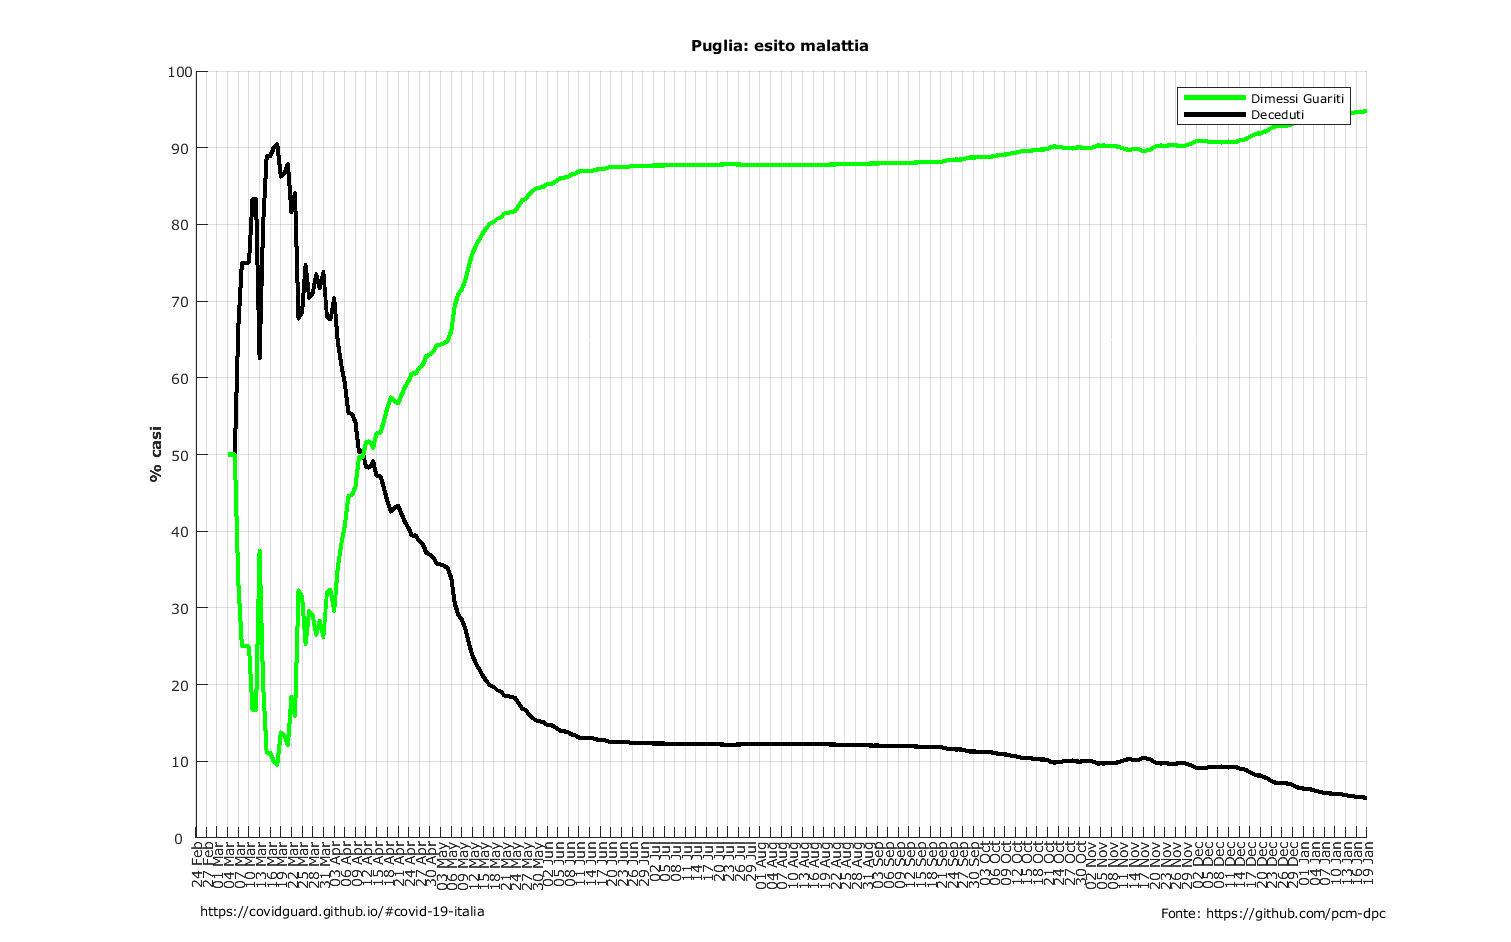 Puglia: esito malattia
Dimessi Guariti
Deceduti
% casi
100
90
80
70
60
50
40
30
20
10
0
24 Feb
27 Feb
01 Mar
04 Mar
07 Mar
10 Mar
13 Mar
16 Mar
19 Mar
22 Mar
25 Mar
28 Mar
31 Mar
03 Apr
06 Apr
09 Apr
12 Apr
15 Apr
18 Apr
21 Apr
24 Apr
27 Apr
30 Apr
03 May
06 May
09 May
12 May
15 May
18 May
21 May
24 May
27 May
30 May
02 Jun
05 Jun
08 Jun
11 Jun
14 Jun
17 Jun
20 Jun
23 Jun
26 Jun
29 Jun
02 Jul
05 Jul
08 Jul
11 Jul
14 Jul
17 Jul
20 Jul
23 Jul
26 Jul
29 Jul
01 Aug
04 Aug
07 Aug
10 Aug
13 Aug
16 Aug
19 Aug
22 Aug
25 Aug
28 Aug
31 Aug
03 Sep
06 Sep
09 Sep
12 Sep
15 Sep
18 Sep
21 Sep
24 Sep
27 Sep
30 Sep
03 Oct
06 Oct
09 Oct
12 Oct
15 Oct
18 Oct
21 Oct
24 Oct
27 Oct
30 Oct
02 Nov
05 Nov
08 Nov
11 Nov
14 Nov
17 Nov
20 Nov
23 Nov
26 Nov
29 Nov
02 Dec
05 Dec
08 Dec
11 Dec
14 Dec
17 Dec
20 Dec
23 Dec
26 Dec
29 Dec
01 Jan
04 Jan
07 Jan
10 Jan
13 Jan
16 Jan
19 Jan
https://covidguard.github.io/#covid-19-italia
Fonte: https://github.com/pcm-dpc